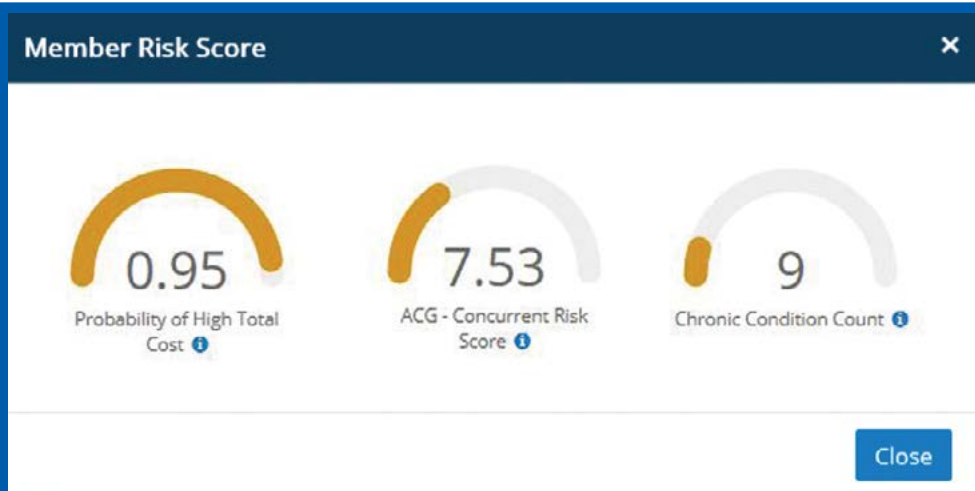 Member Risk Score
×
0.95
Probability of High Total
Cost
7.53
ACG - Concurrent Risk
Score
9
Chronic Condition Count
Close